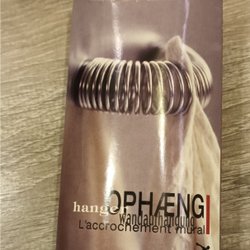 hange
OPHÆNG
wandaufhängung
L'accrochement mural